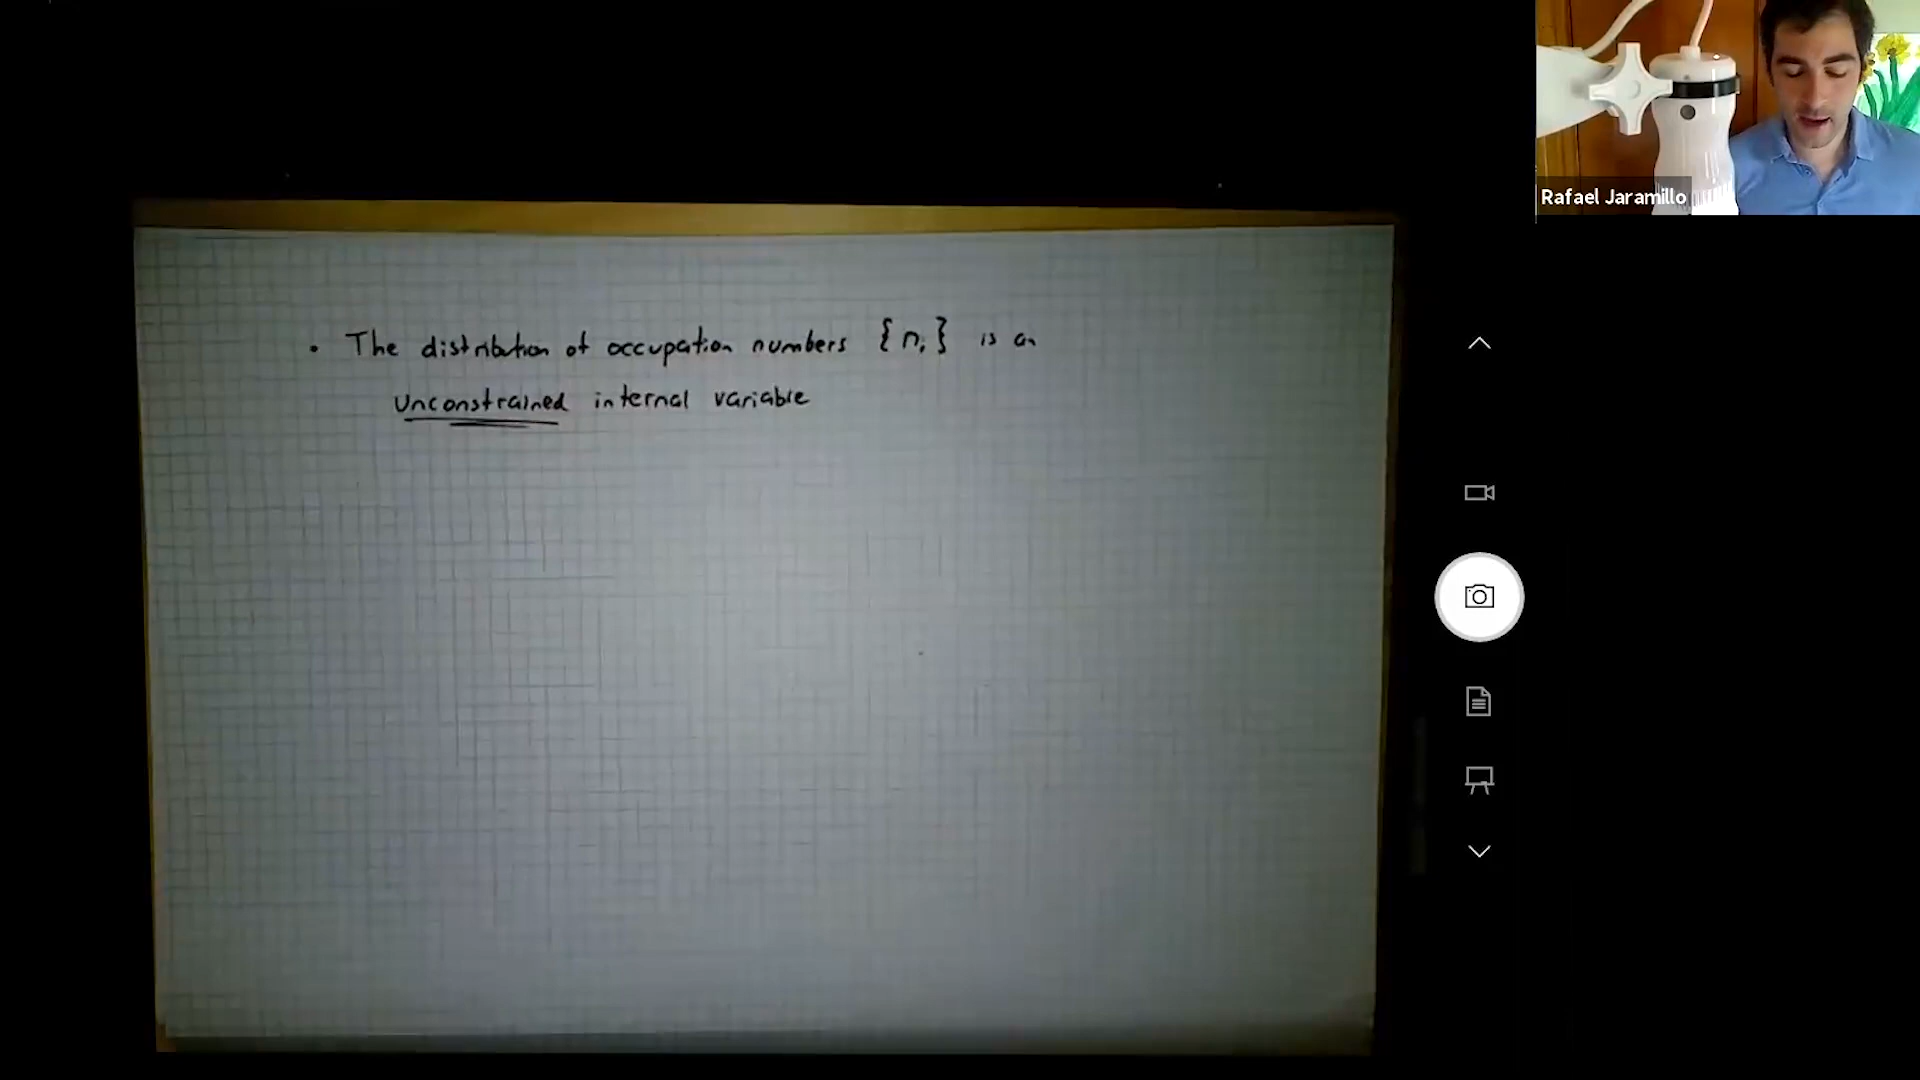 Rafael Jaramillo
• The distribution of occupation numbers {nᵢ} is an
unconstrained internal variable